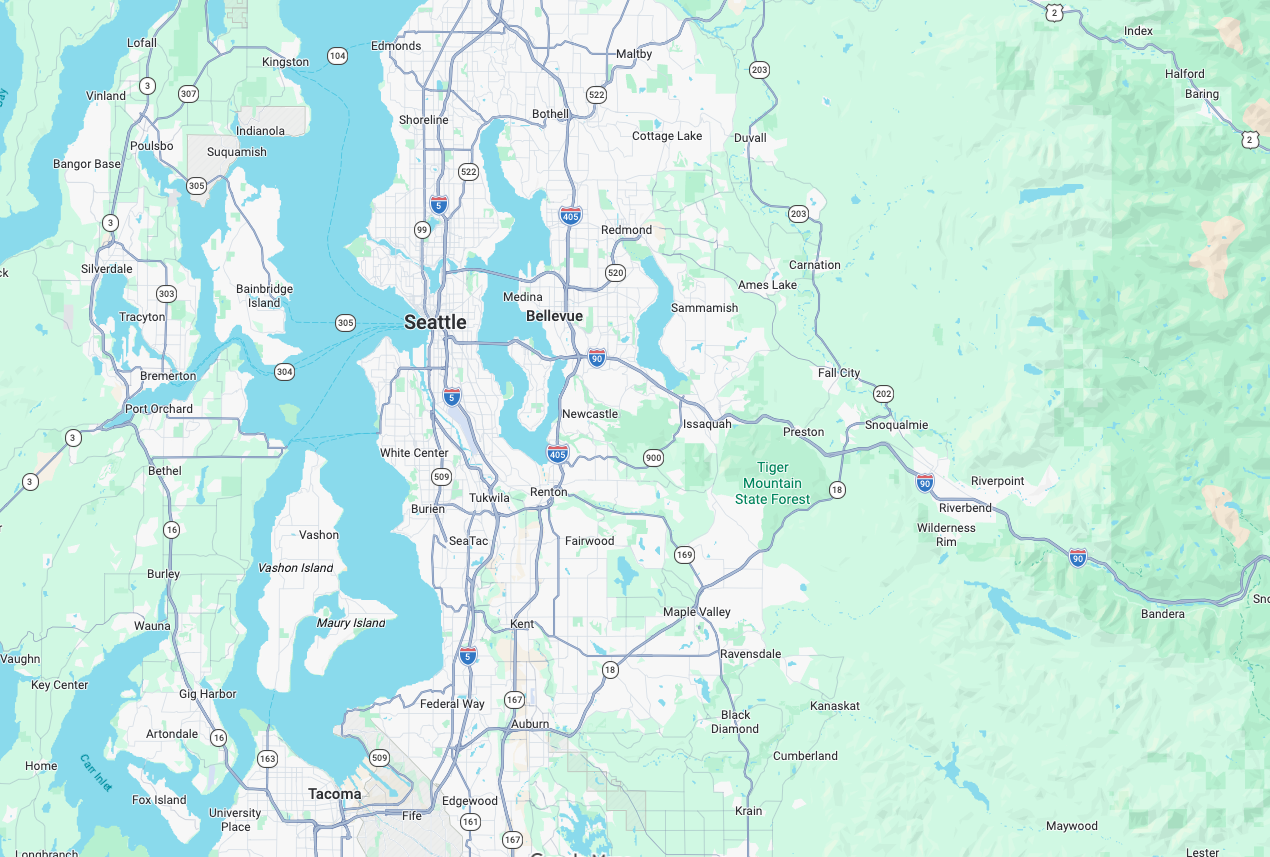 2
Index
Lofall
Edmonds
104
Kingston
Maltby
203
Halford
3
307
Vinland
522
Baring
Bothell
Shoreline
Indianola
Cottage Lake
Duvall
2
Poulsbo
Suquamish
Bangor Base
522
305
5
405
203
3
99
Redmond
Silverdale
520
Carnation
303
Bainbridge
Island
Medina
Ames Lake
Tracyton
305
Seattle
Bellevue
Sammamish
90
304
Bremerton
Fall City
5
202
Port Orchard
Newcastle
Issaquah
Snoqualmie
3
Preston
White Center
405
900
Bethel
Tiger
Mountain
State Forest
3
509
90
Riverpoint
Tukwila
Renton
18
Burien
Riverbend
16
Vashon
SeaTac
Fairwood
Wilderness
Rim
169
90
Vashon Island
Burley
Maury Island
Maple Valley
Bandera
Wauna
Kent
Vaughn
5
Ravensdale
Key Center
18
Gig Harbor
Federal Way
167
Kanaskat
Artondale
16
Auburn
Black
Diamond
163
509
Cumberland
Home
Carr Inlet
Tacoma
Fox Island
Edgewood
University
Place
Fife
161
Krain
Maywood
167
Longbranch
Lester